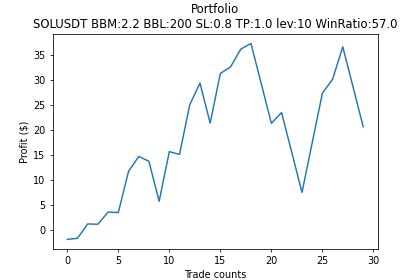 Portfolio
SOLUSDT BBM:2.2 BBL:200 SL:0.8 TP:1.0 lev:10 WinRatio:57.0
35
30
25
20
15
10
5
0
Profit ($)
0 5 10 15 20 25 30
Trade counts